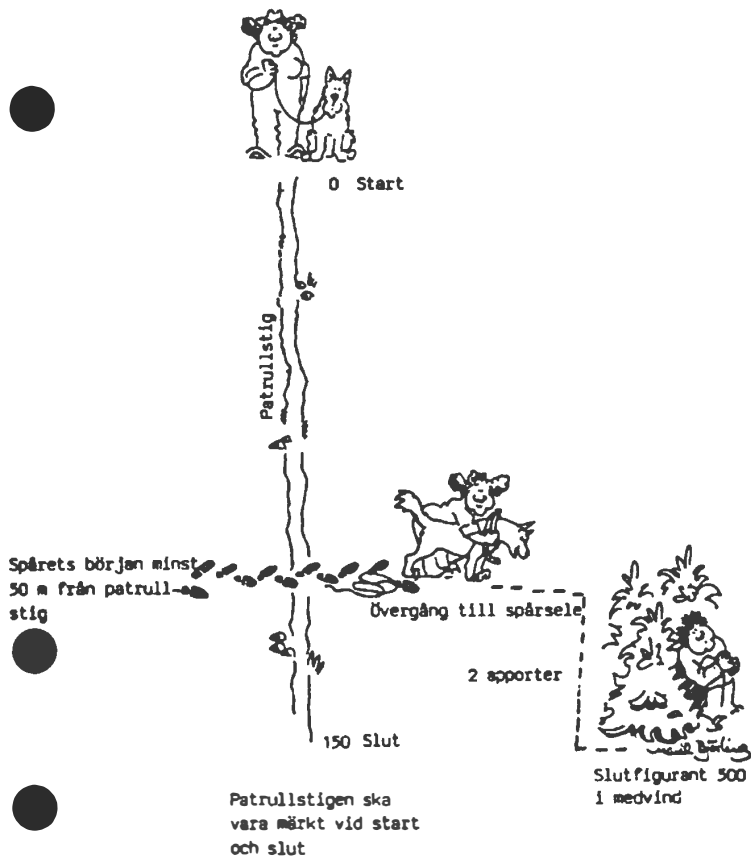 0 Start
Patrullstig
Spårets början minst
50 m från patrull-
stig
Övergång till spårsele
2 apporter
150 Slut
Slutfigurant 500
i medvind
Patrullstigen ska
vara märkt vid start
och slut